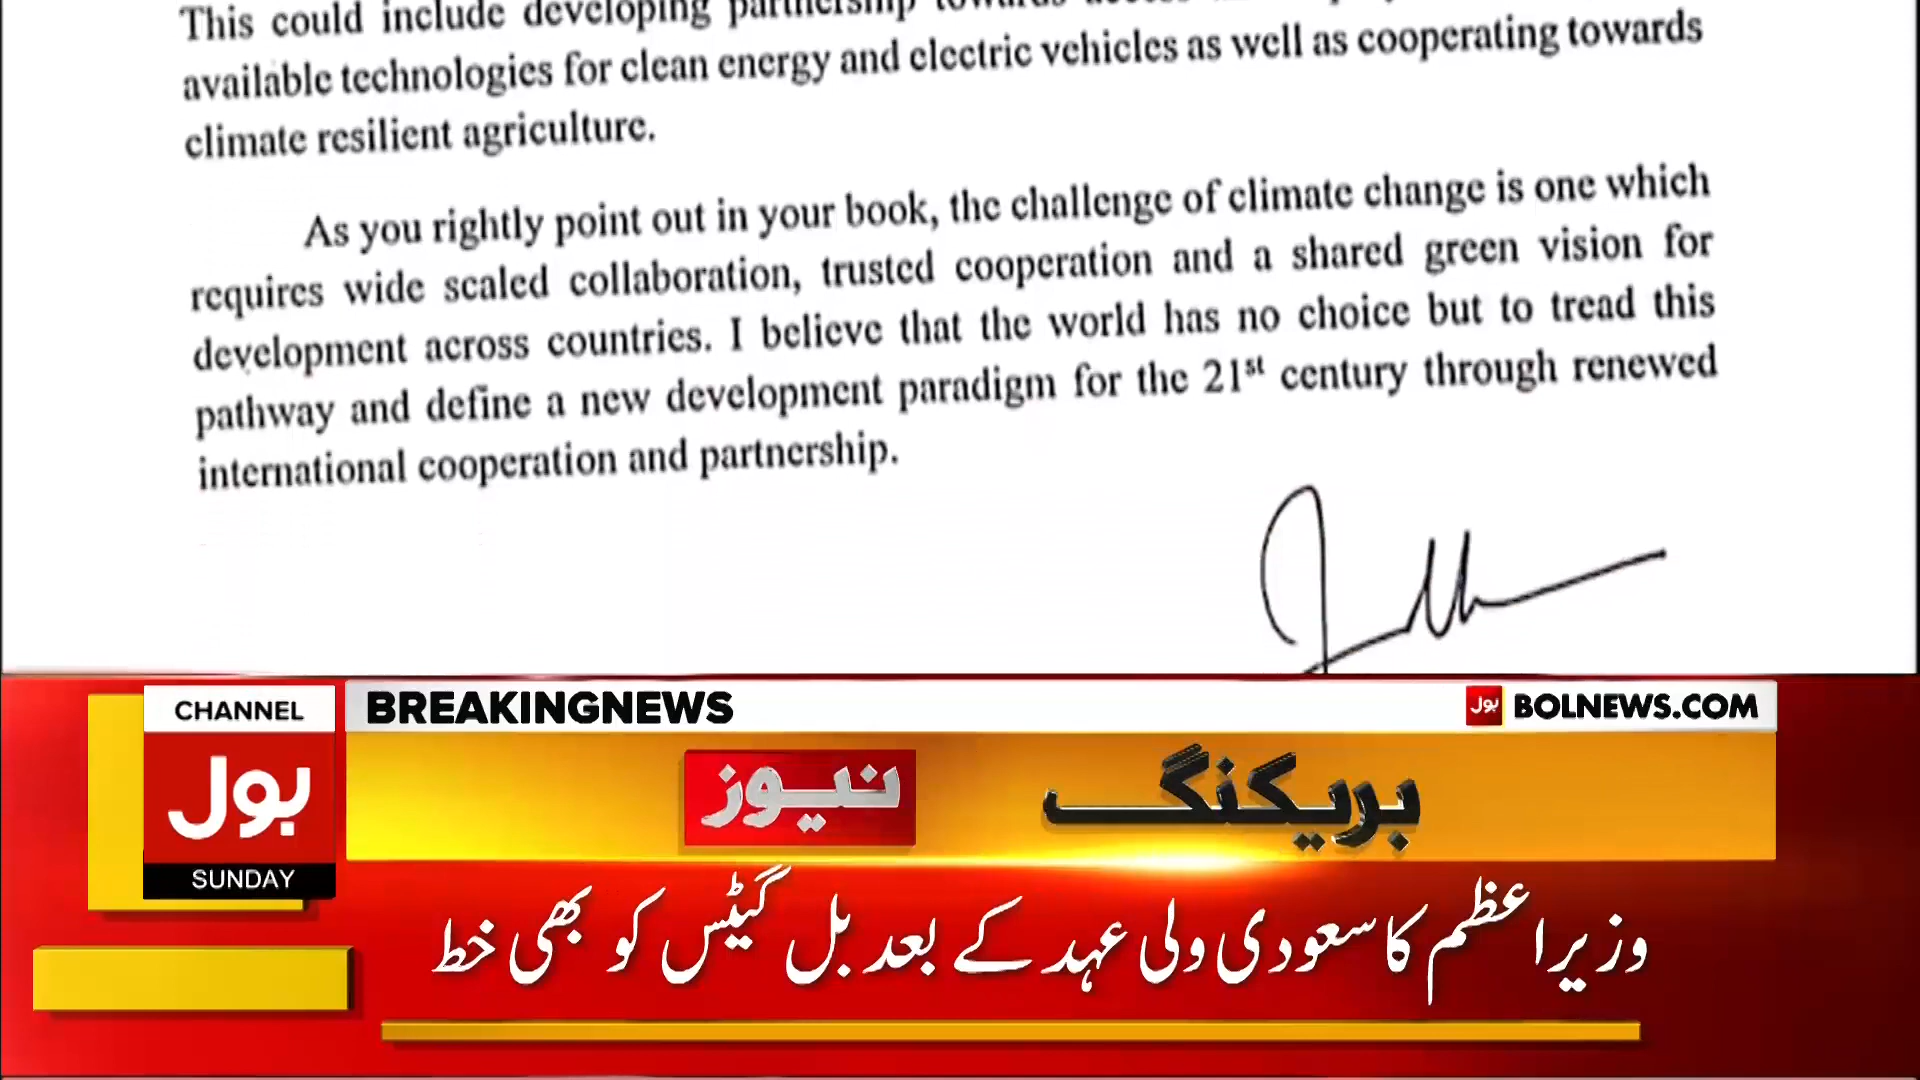 This could include developing partnership towards
available technologies for clean energy and electric vehicles as well as cooperating towards
climate resilient agriculture.
As you rightly point out in your book, the challenge of climate change is one which
requires wide scaled collaboration, trusted cooperation and a shared green vision for
development across countries. I believe that the world has no choice but to tread this
pathway and define a new development paradigm for the 21st century through renewed
international cooperation and partnership.
CHANNEL
BREAKINGNEWS
بول BOLNEWS.COM
بول
بریکنگ نیوز
SUNDAY
وزیراعظم کا سعودی ولی عہد کے بعد بل گیٹس کو بھی خط